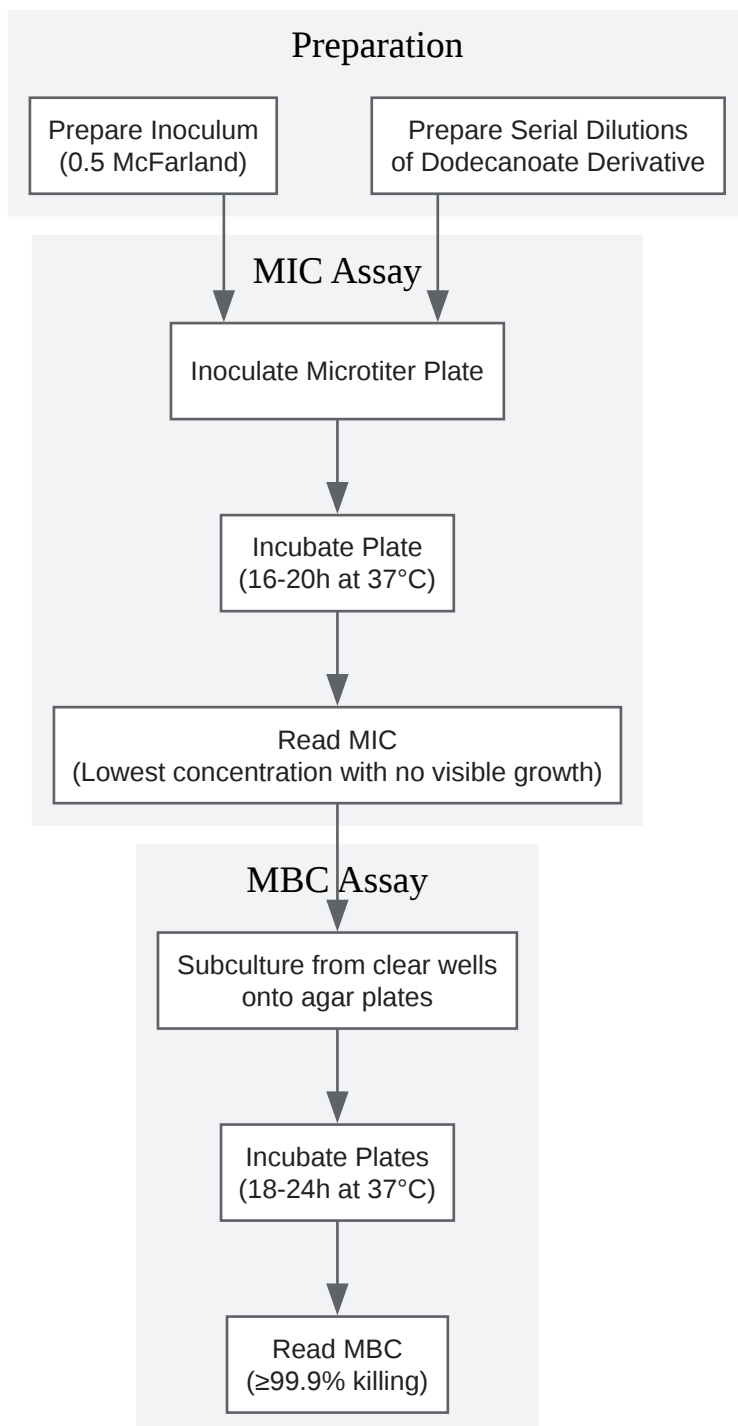 Preparation
Prepare Inoculum
(0.5 McFarland)
Prepare Serial Dilutions
of Dodecanoate Derivative
MIC Assay
Inoculate Microtiter Plate
Incubate Plate
(16-20h at 37°C)
Read MIC
(Lowest concentration with no visible growth)
MBC Assay
Subculture from clear wells
onto agar plates
Incubate Plates
(18-24h at 37°C)
Read MBC
(≥99.9% killing)